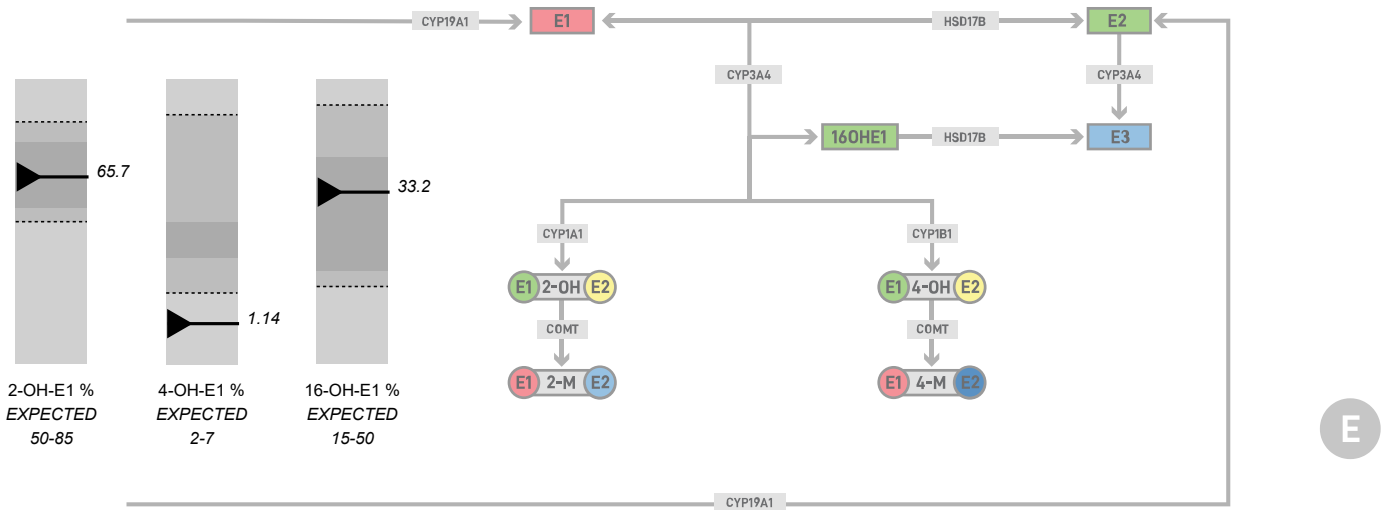 CYP19A1
E1
HSD17B
E2
CYP3A4
CYP3A4
16OHE1
HSD17B
E3
65.7
33.2
1.14
CYP1A1
CYP1B1
E1 2-OH E2
E1 4-OH E2
COMT
COMT
E1 2-M E2
E1 4-M E2
2-OH-E1 %
EXPECTED
50-85
4-OH-E1 %
EXPECTED
2-7
16-OH-E1 %
EXPECTED
15-50
E
CYP19A1